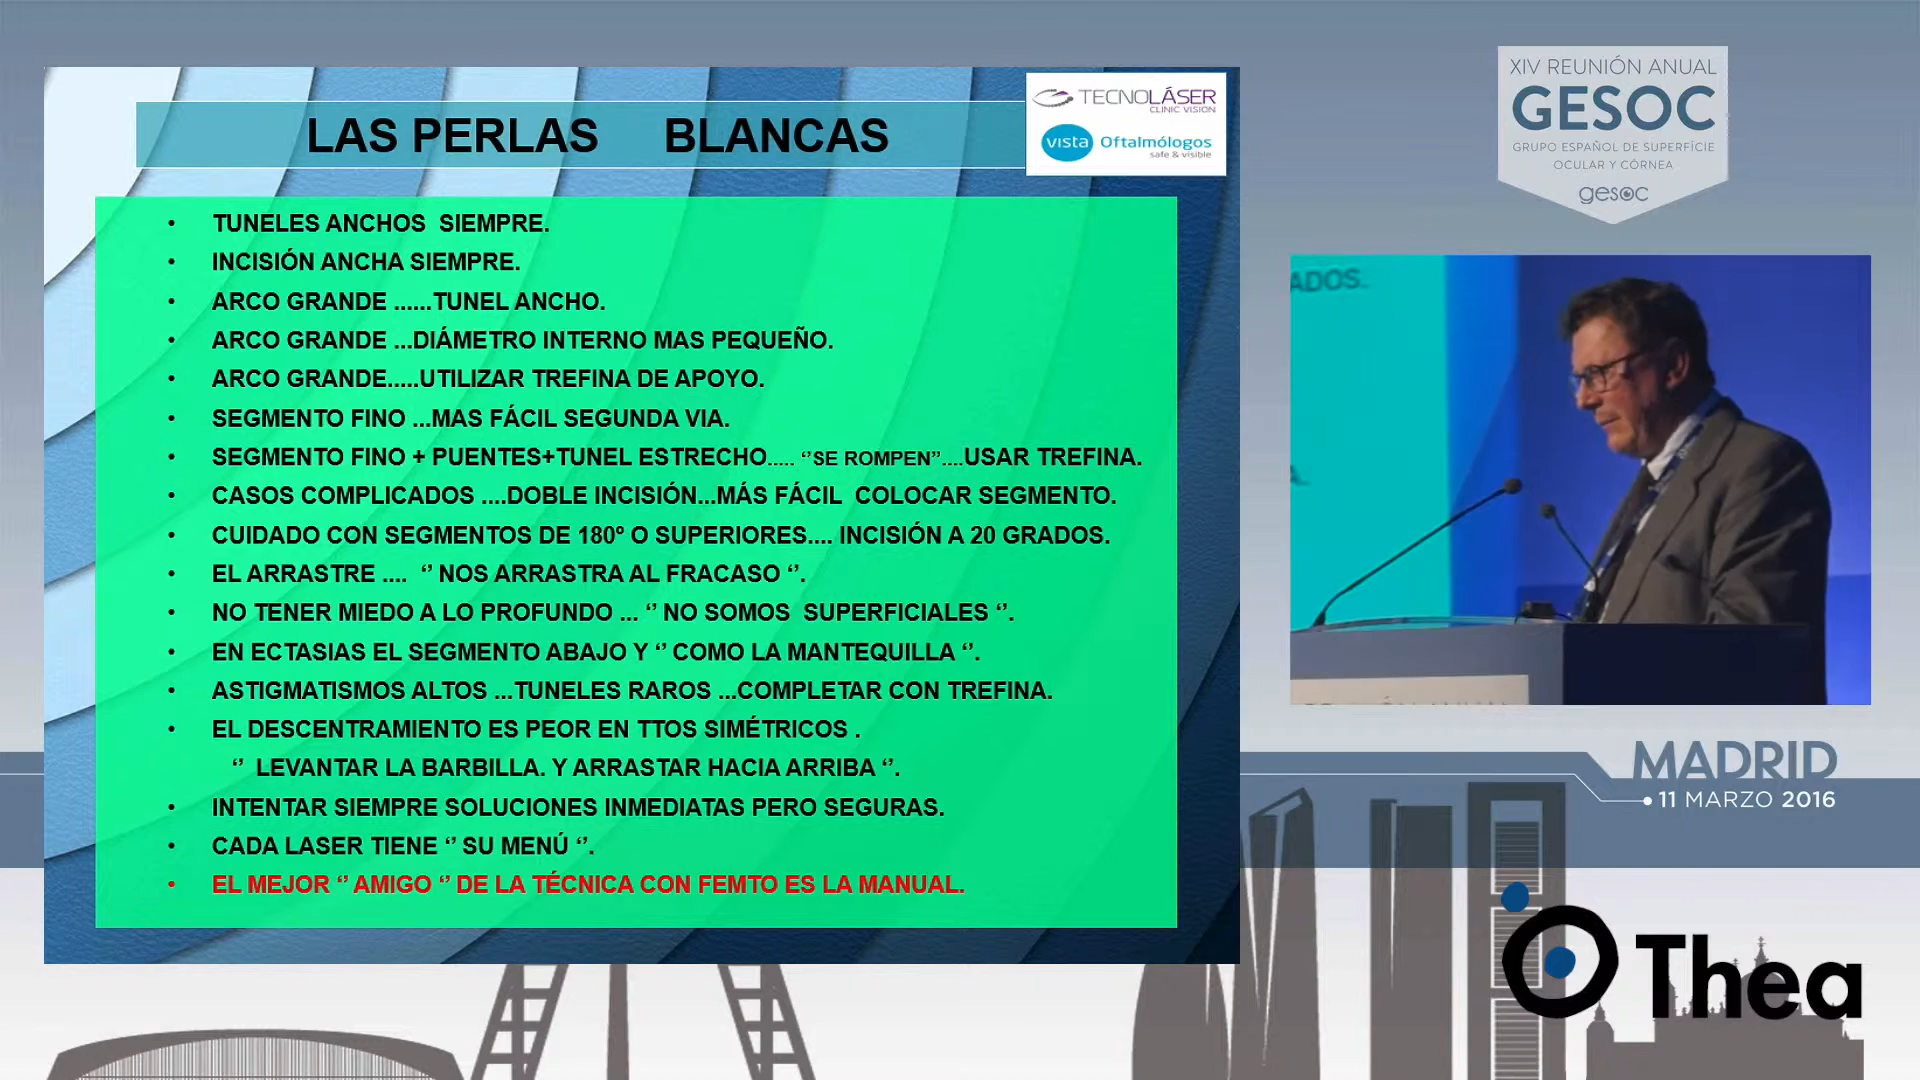 LAS PERLAS BLANCAS
TECNOLÁSER
CLINIC VISION
vista Oftalmólogos
safe & visible
• TUNELES ANCHOS SIEMPRE.
• INCISIÓN ANCHA SIEMPRE.
• ARCO GRANDE ......TUNEL ANCHO.
• ARCO GRANDE ...DIÁMETRO INTERNO MAS PEQUEÑO.
• ARCO GRANDE.....UTILIZAR TREFINA DE APOYO.
• SEGMENTO FINO ...MAS FÁCIL SEGUNDA VIA.
• SEGMENTO FINO + PUENTES+TUNEL ESTRECHO..... ‘’SE ROMPEN”....USAR TREFINA.
• CASOS COMPLICADOS ....DOBLE INCISIÓN...MÁS FÁCIL COLOCAR SEGMENTO.
• CUIDADO CON SEGMENTOS DE 180º O SUPERIORES.... INCISIÓN A 20 GRADOS.
• EL ARRASTRE .... ‘’ NOS ARRASTRA AL FRACASO ‘’.
• NO TENER MIEDO A LO PROFUNDO ... ‘’ NO SOMOS SUPERFICIALES ‘’.
• EN ECTASIAS EL SEGMENTO ABAJO Y ‘’ COMO LA MANTEQUILLA ‘’.
• ASTIGMATISMOS ALTOS ...TUNELES RAROS ...COMPLETAR CON TREFINA.
• EL DESCENTRAMIENTO ES PEOR EN TTOS SIMÉTRICOS .
‘’ LEVANTAR LA BARBILLA. Y ARRASTAR HACIA ARRIBA ‘’.
• INTENTAR SIEMPRE SOLUCIONES INMEDIATAS PERO SEGURAS.
• CADA LASER TIENE ‘’ SU MENÚ ‘’.
• EL MEJOR ‘’ AMIGO ‘’ DE LA TÉCNICA CON FEMTO ES LA MANUAL.
XIV REUNIÓN ANUAL
GESOC
GRUPO ESPAÑOL DE SUPERFÍCIE
OCULAR Y CÓRNEA
gesoc
ADOS.
MADRID
11 MARZO 2016
Thea